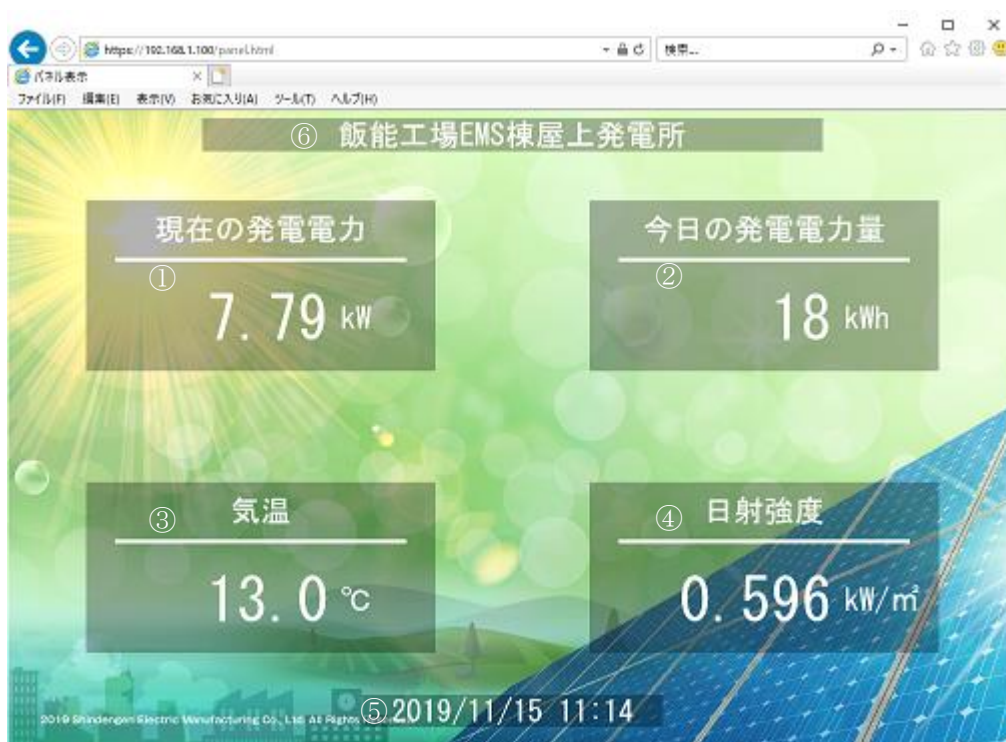 https://192.168.1.100/panel.html
検索...
パネル表示
ファイル(F) 編集(E) 表示(V) お気に入り(A) ツール(T) ヘルプ(H)
⑥ 飯能工場EMS棟屋上発電所
現在の発電電力
①
7.79 kW
今日の発電電力量
②
18 kWh
③ 気温
13.0 ℃
④ 日射強度
0.596 kW/㎡
2019 Shindengen Electric Manufacturing Co., Ltd. All Rights
⑤ 2019/11/15 11:14